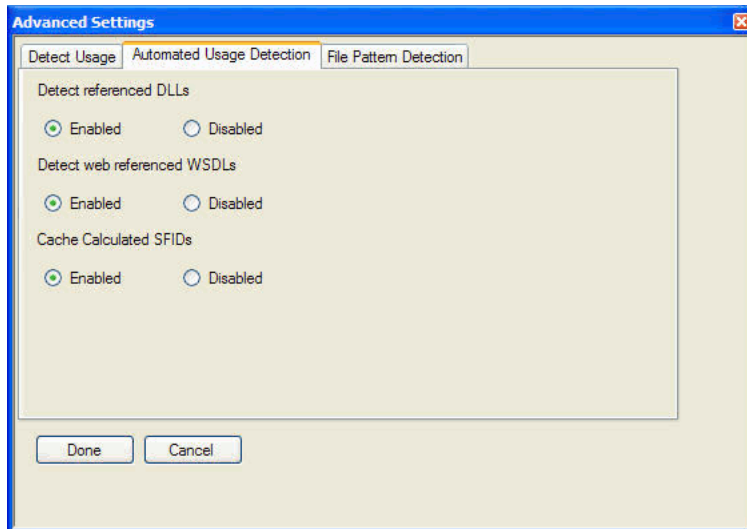 Advanced Settings
Detect Usage Automated Usage Detection File Pattern Detection
Detect referenced DLLs
Enabled Disabled
Detect web referenced WSDLs
Enabled Disabled
Cache Calculated SFIDs
Enabled Disabled
Done Cancel